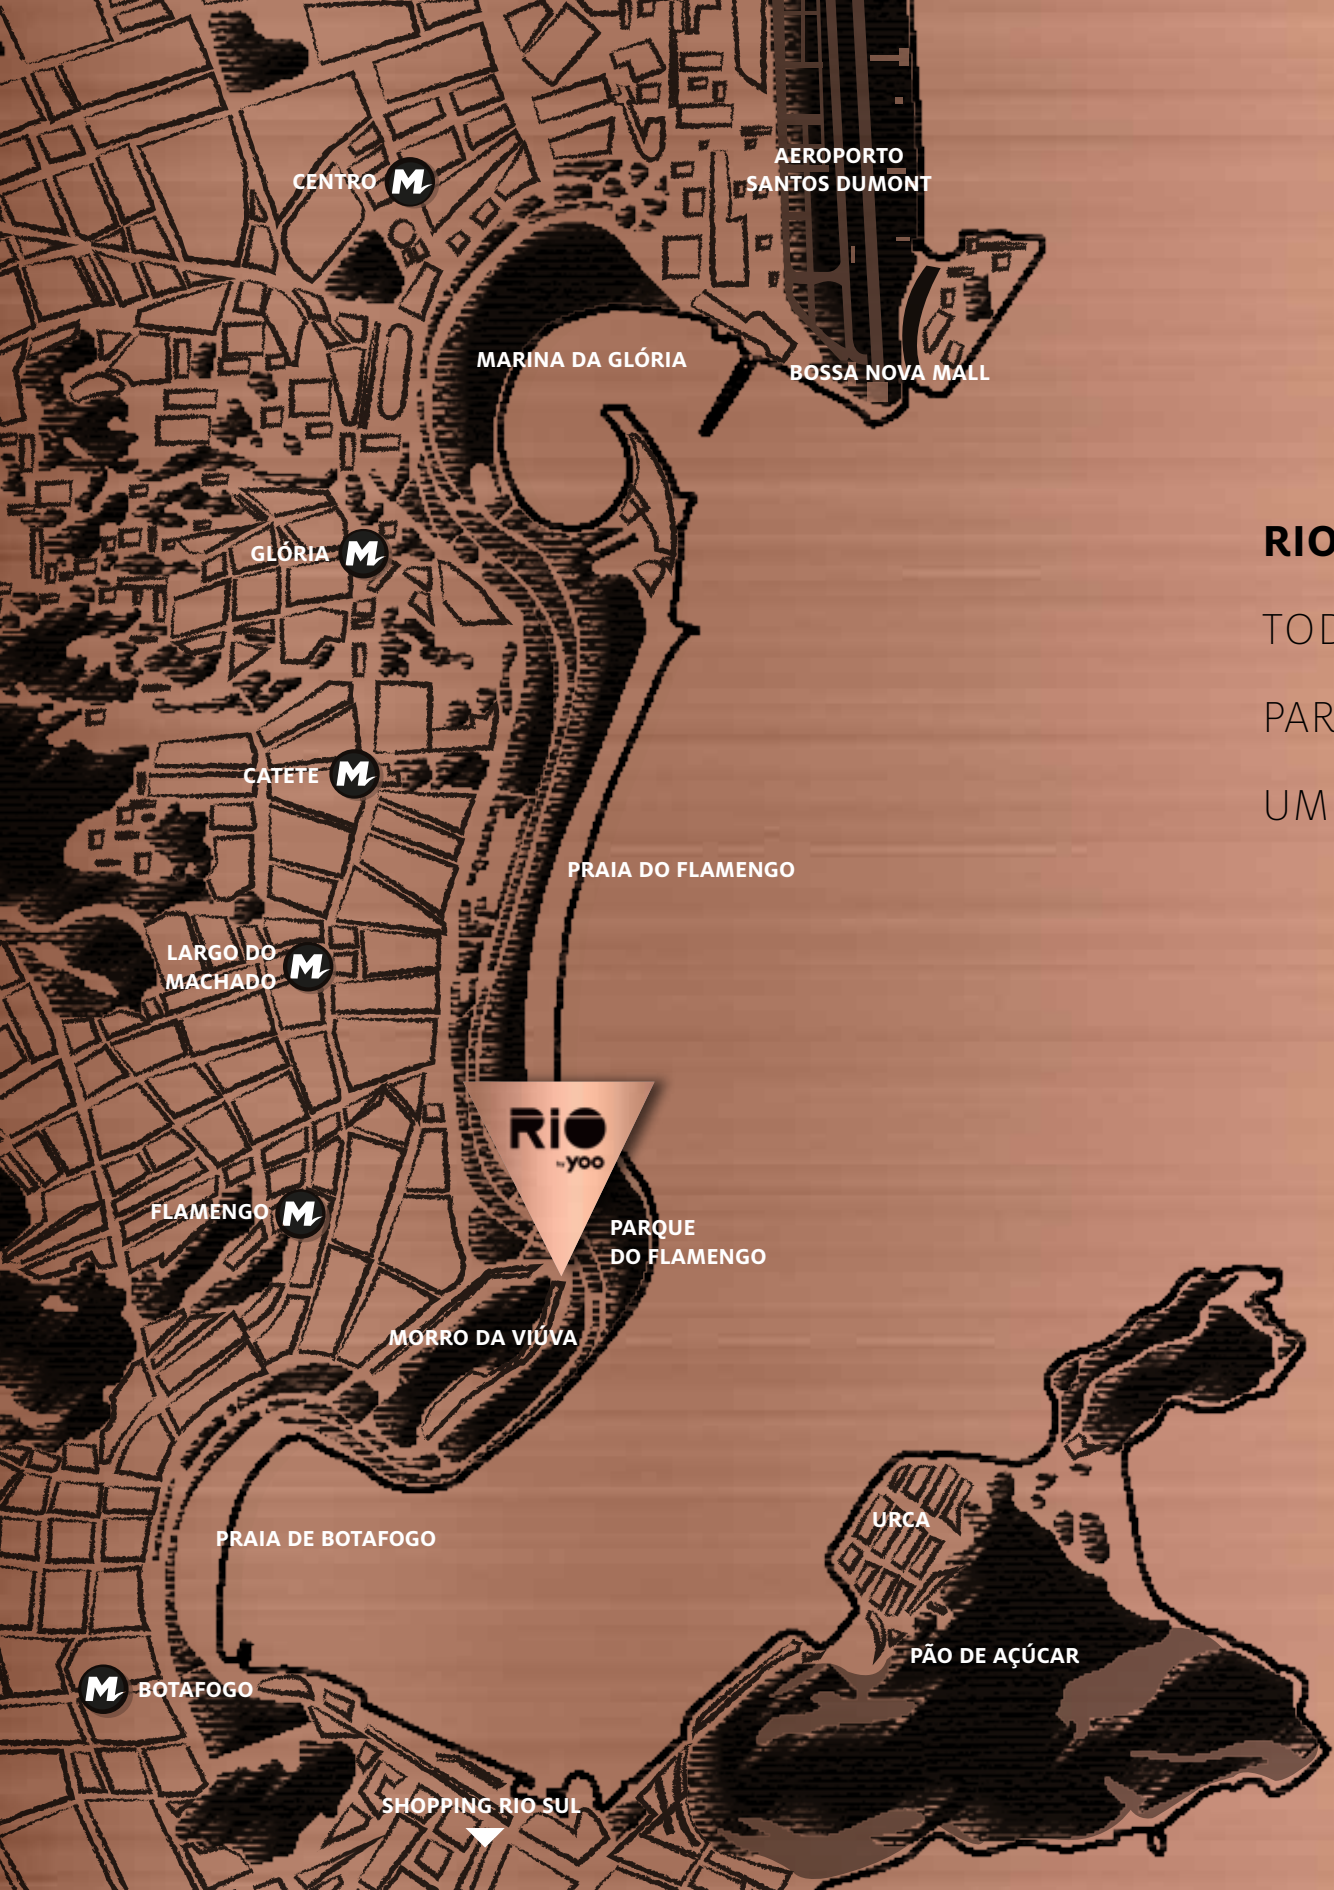 AEROPORTO
SANTOS DUMONT
CENTRO M
MARINA DA GLÓRIA
BOSSA NOVA MALL
RIO
GLÓRIA M
TOD
PAR
CATETE M
UM
PRAIA DO FLAMENGO
LARGO DO
MACHADO M
RIO
by yoo
FLAMENGO M
PARQUE
DO FLAMENGO
MORRO DA VIÚVA
URCA
PRAIA DE BOTAFOGO
PÃO DE AÇÚCAR
M BOTAFOGO
SHOPPING RIO SUL